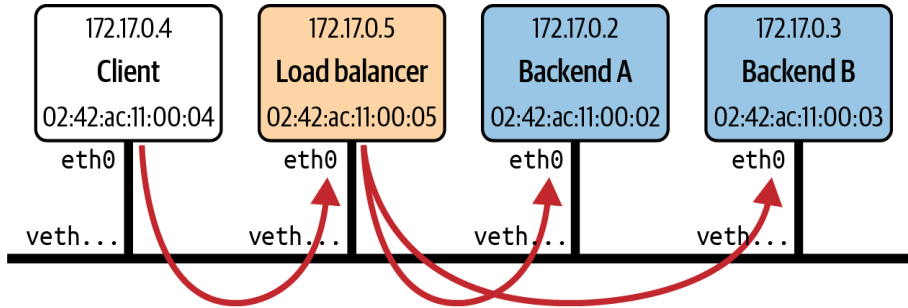 172.17.0.4
Client
02:42:ac:11:00:04
172.17.0.5
Load balancer
02:42:ac:11:00:05
172.17.0.2
Backend A
02:42:ac:11:00:02
172.17.0.3
Backend B
02:42:ac:11:00:03
eth0
eth0
eth0
eth0
veth...
veth...
veth...
veth...